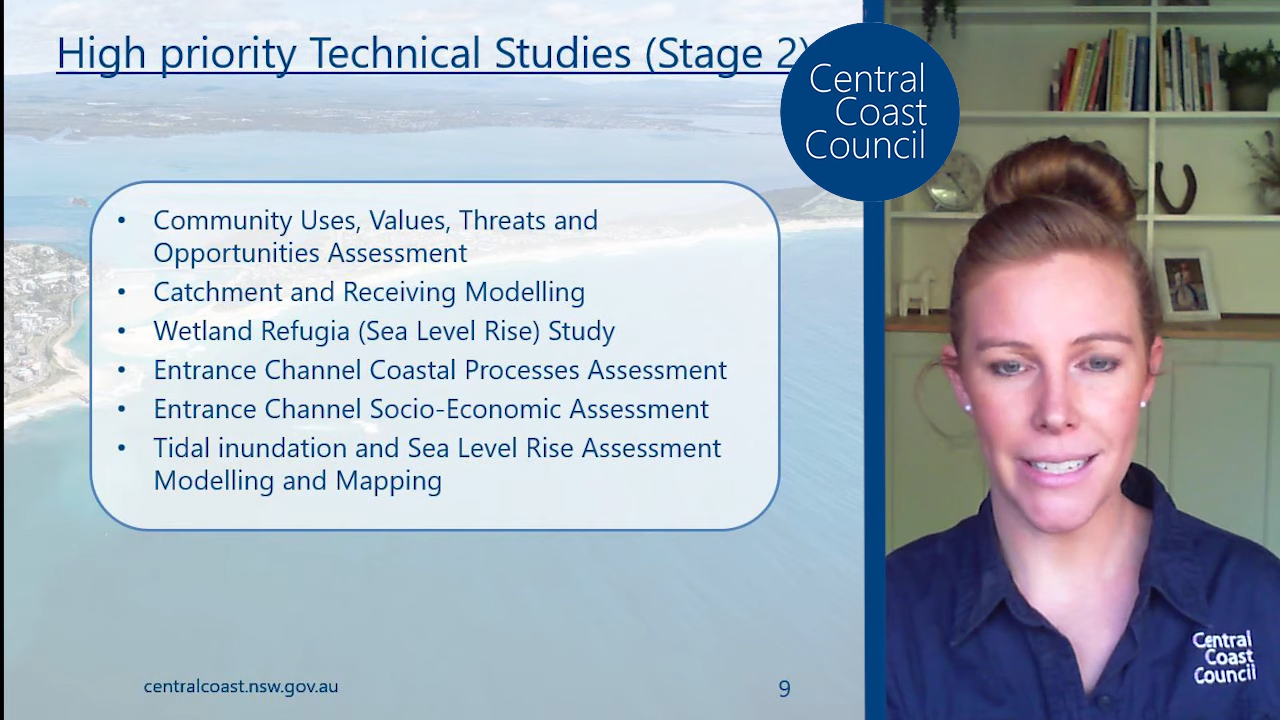 High priority Technical Studies (Stage 2)
Central
Coast
Council
• Community Uses, Values, Threats and
Opportunities Assessment
• Catchment and Receiving Modelling
• Wetland Refugia (Sea Level Rise) Study
• Entrance Channel Coastal Processes Assessment
• Entrance Channel Socio-Economic Assessment
• Tidal inundation and Sea Level Rise Assessment
Modelling and Mapping
Central
Coast
Council
centralcoast.nsw.gov.au
9